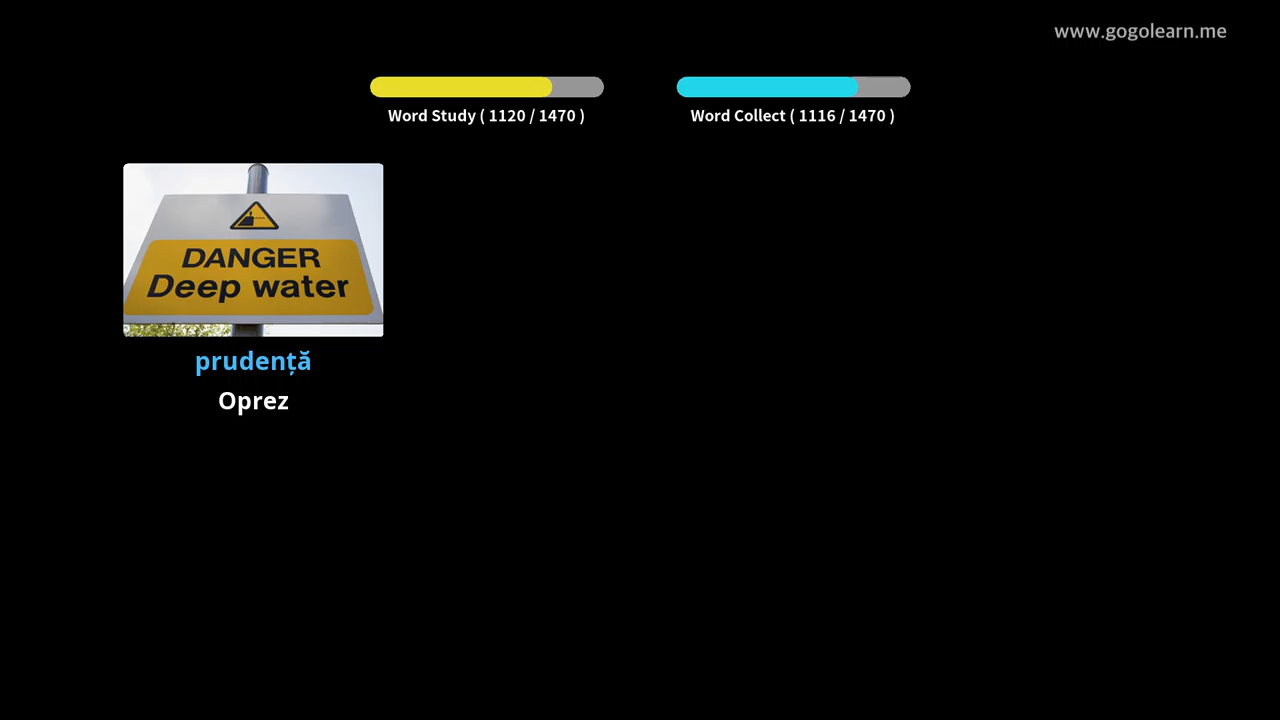 www.gogolearn.me
Word Study ( 1120 / 1470 )
Word Collect ( 1116 / 1470 )
DANGER
Deep water
prudență
Oprez